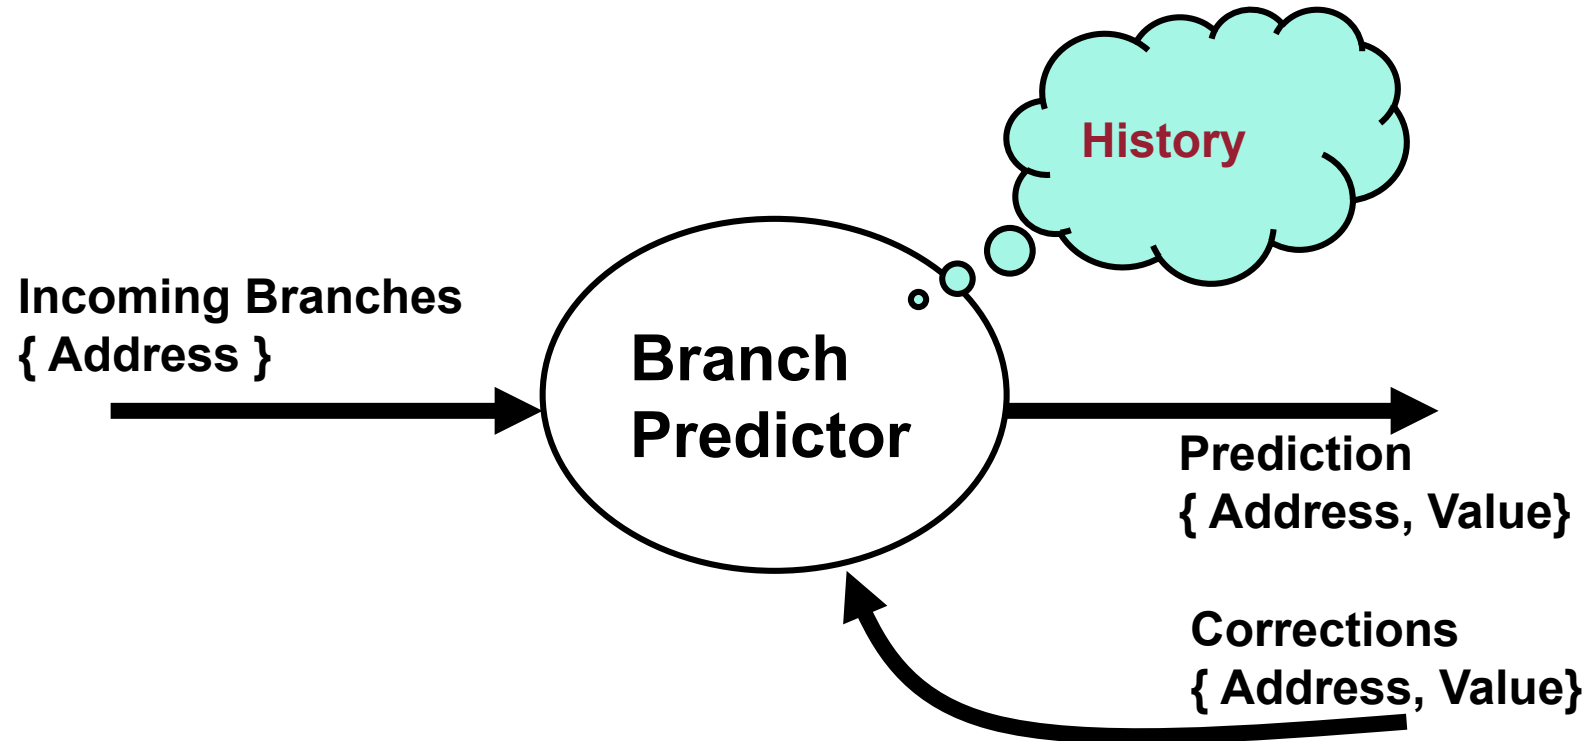 History
Incoming Branches
{ Address }
Branch
Predictor
Prediction
{ Address, Value}
Corrections
{ Address, Value}